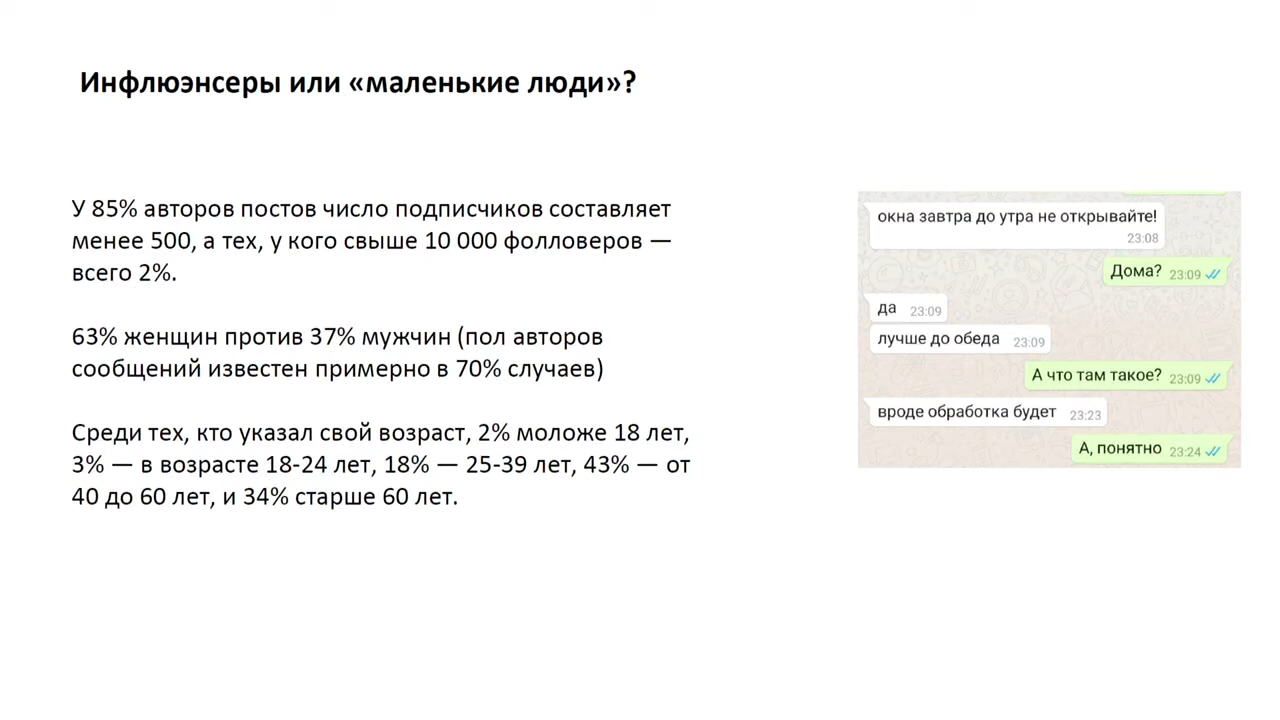 Инфлюэнсеры или «маленькие люди»?
У 85% авторов постов число подписчиков составляет
менее 500, а тех, у кого свыше 10 000 фолловеров —
всего 2%.
63% женщин против 37% мужчин (пол авторов
сообщений известен примерно в 70% случаев)
Среди тех, кто указал свой возраст, 2% моложе 18 лет,
3% — в возрасте 18-24 лет, 18% — 25-39 лет, 43% — от
40 до 60 лет, и 34% старше 60 лет.
окна завтра до утра не открывайте!
23:08
Дома? 23:09
да 23:09
лучше до обеда 23:09
А что там такое? 23:09
вроде обработка будет 23:23
А, понятно 23:24